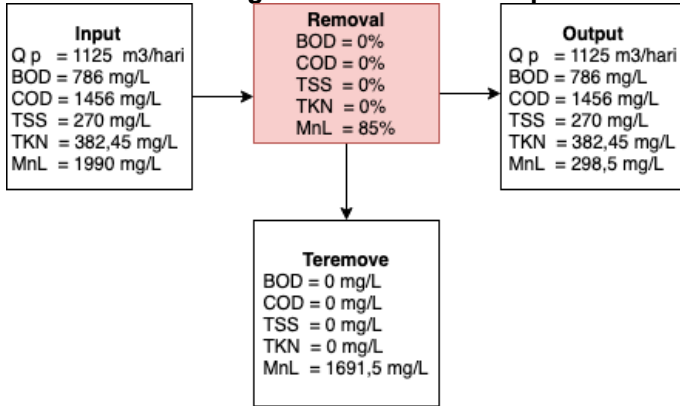 Input
Q p = 1125 m3/hari
BOD = 786 mg/L
COD = 1456 mg/L
TSS = 270 mg/L
TKN = 382,45 mg/L
MnL = 1990 mg/L
Removal
BOD = 0%
COD = 0%
TSS = 0%
TKN = 0%
MnL = 85%
Output
Q p = 1125 m3/hari
BOD = 786 mg/L
COD = 1456 mg/L
TSS = 270 mg/L
TKN = 382,45 mg/L
MnL = 298,5 mg/L
Teremove
BOD = 0 mg/L
COD = 0 mg/L
TSS = 0 mg/L
TKN = 0 mg/L
MnL = 1691,5 mg/L